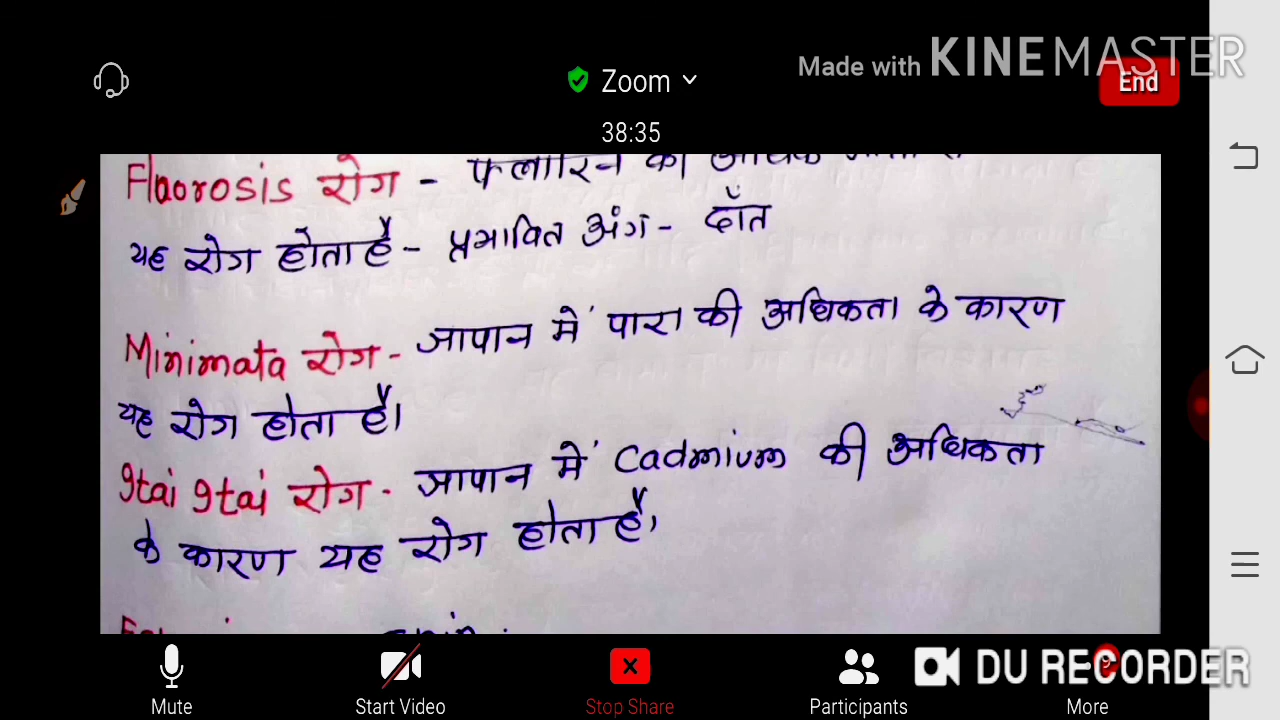 Made with KINEMASTER
Zoom
End
38:35
Flaorosis रोग - फ्लोरिन की अधिक
यह रोग होता है - प्रभावित अंग - दाँत
Minimata रोग - जापान में पारा की अधिकता के कारण
यह रोग होता है।
Itai Itai रोग - जापान में Cadmium की अधिकता
के कारण यह रोग होता है।
Mute
Start Video
Stop Share
Participants
More
DU RECORDER